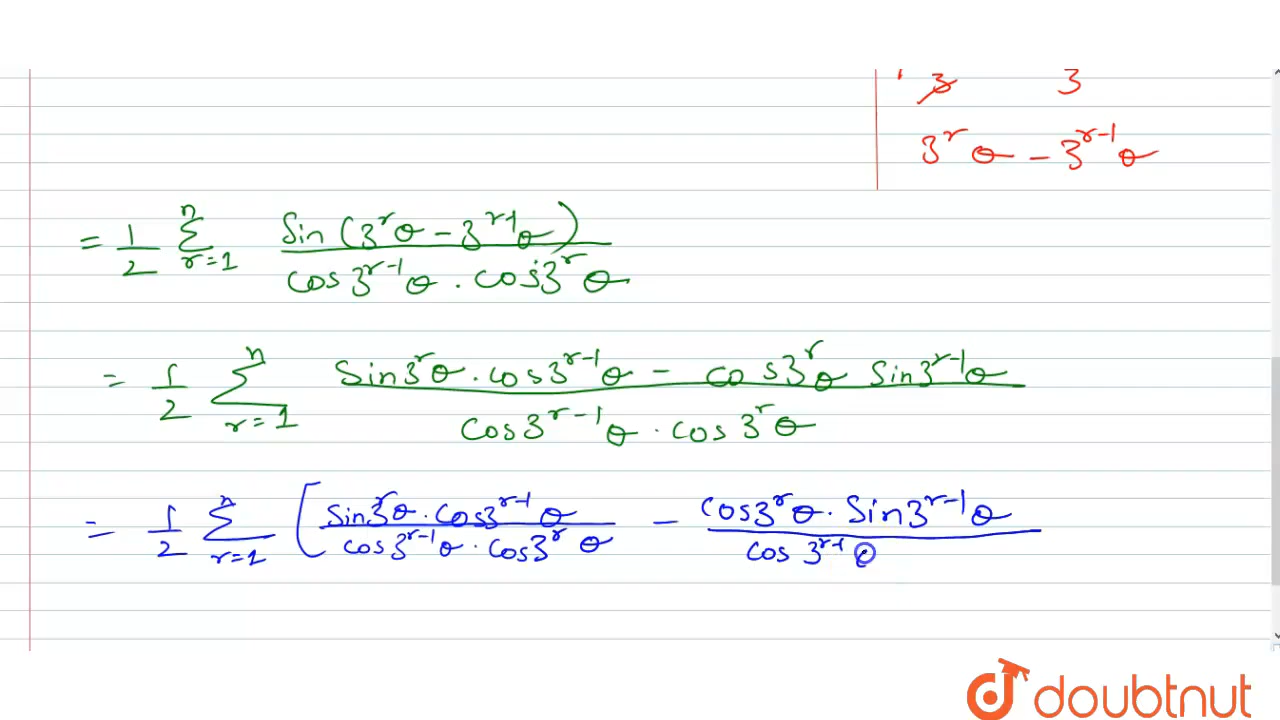 3 3
3^r θ - 3^{r-1} θ
= 1/2 Σ_{r=1}^{n} Sin (3^r θ - 3^{r-1} θ) / cos 3^{r-1} θ . cos 3^r θ
= 1/2 Σ_{r=1}^{n} Sin 3^r θ . cos 3^{r-1} θ - cos 3^r θ Sin 3^{r-1} θ / cos 3^{r-1} θ . cos 3^r θ
= 1/2 Σ_{r=1}^{n} [ Sin 3^r θ . cos 3^{r-1} θ / cos 3^{r-1} θ . cos 3^r θ - cos 3^r θ . Sin 3^{r-1} θ / cos 3^{r-1}
doubtnut